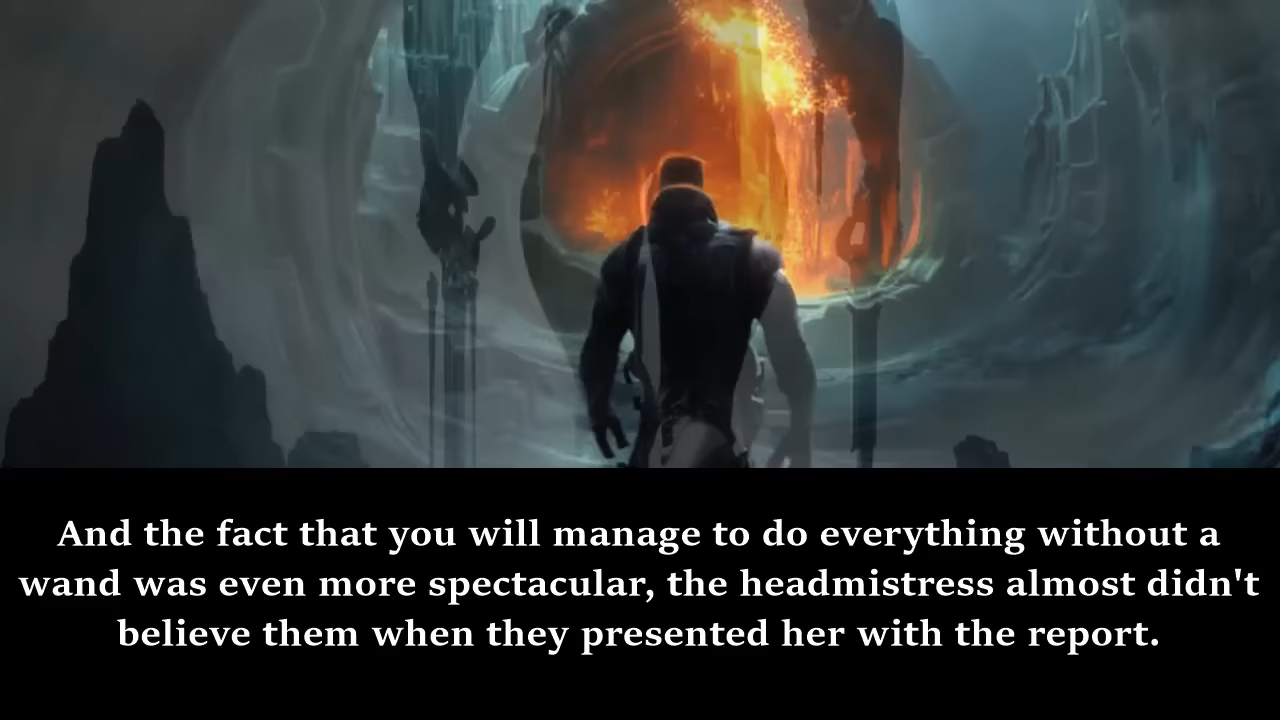 And the fact that you will manage to do everything without a
wand was even more spectacular, the headmistress almost didn't
believe them when they presented her with the report.